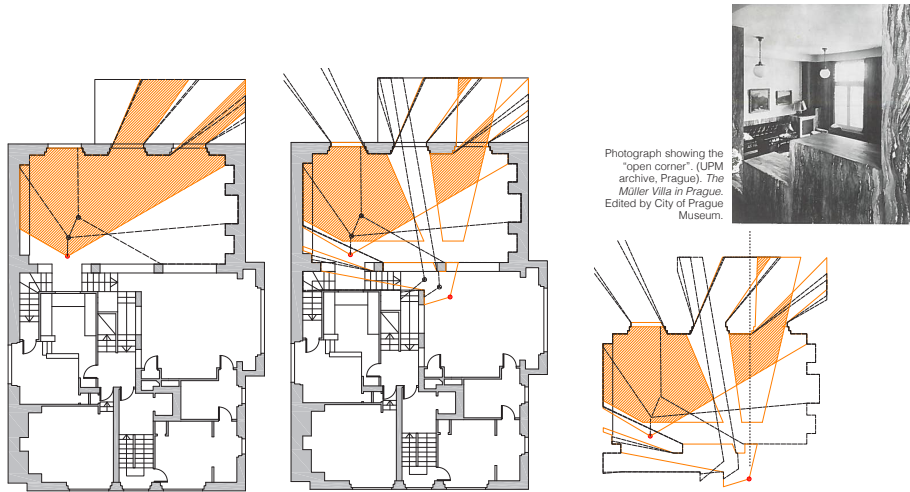 Photograph showing the
“open corner”. (UPM
archive, Prague). The
Müller Villa in Prague.
Edited by City of Prague
Museum.